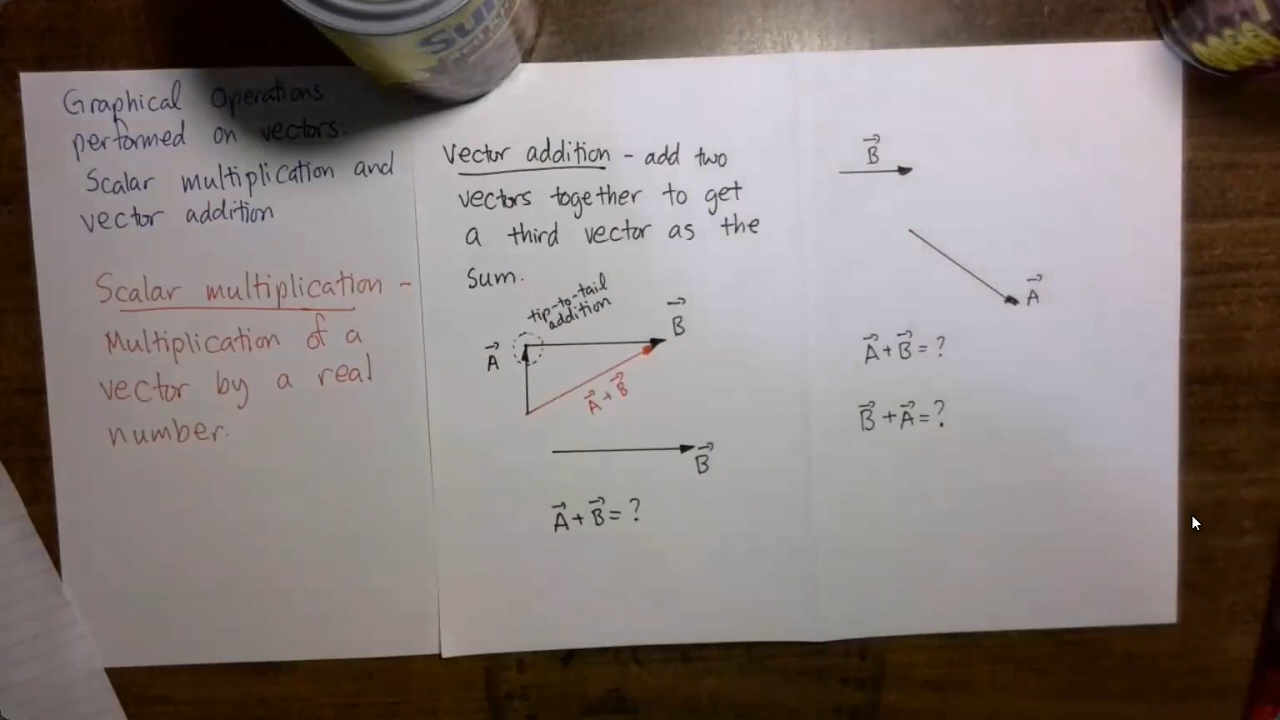 Graphical Operations
performed on vectors:
Scalar multiplication and
vector addition
Scalar multiplication -
Multiplication of a
vector by a real
number.
Vector addition - add two
vectors together to get
a third vector as the
Sum.
tip-to-tail
addition
A⃗
B⃗
A⃗ + B⃗
B⃗
A⃗ + B⃗ = ?
B⃗
A⃗
A⃗ + B⃗ = ?
B⃗ + A⃗ = ?